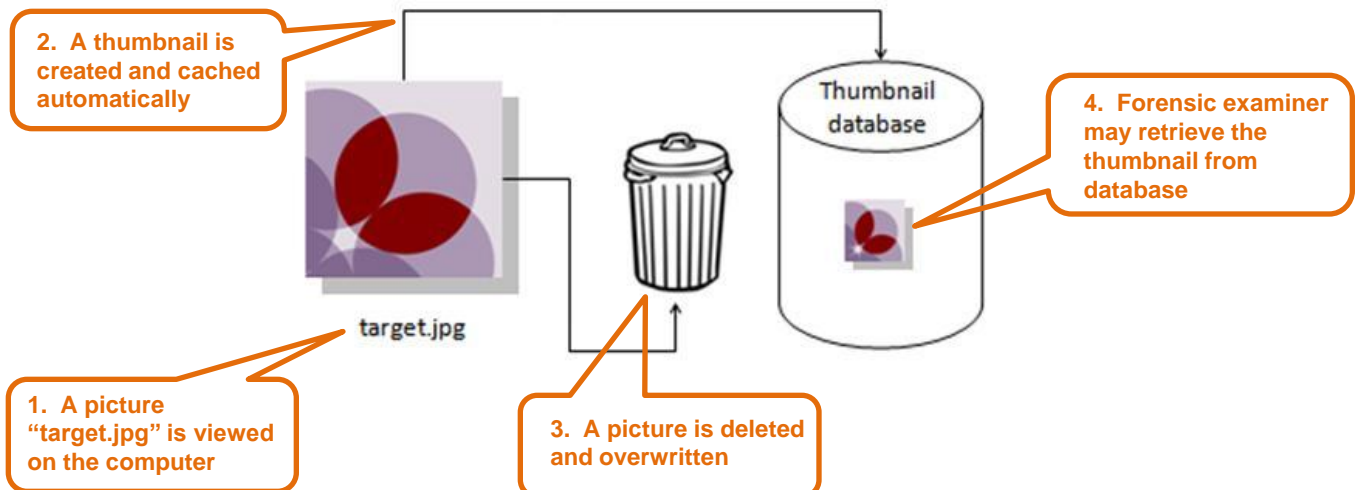 2. A thumbnail is
created and cached
automatically
Thumbnail
database
4. Forensic examiner
may retrieve the
thumbnail from
database
target.jpg
1. A picture
“target.jpg” is viewed
on the computer
3. A picture is deleted
and overwritten